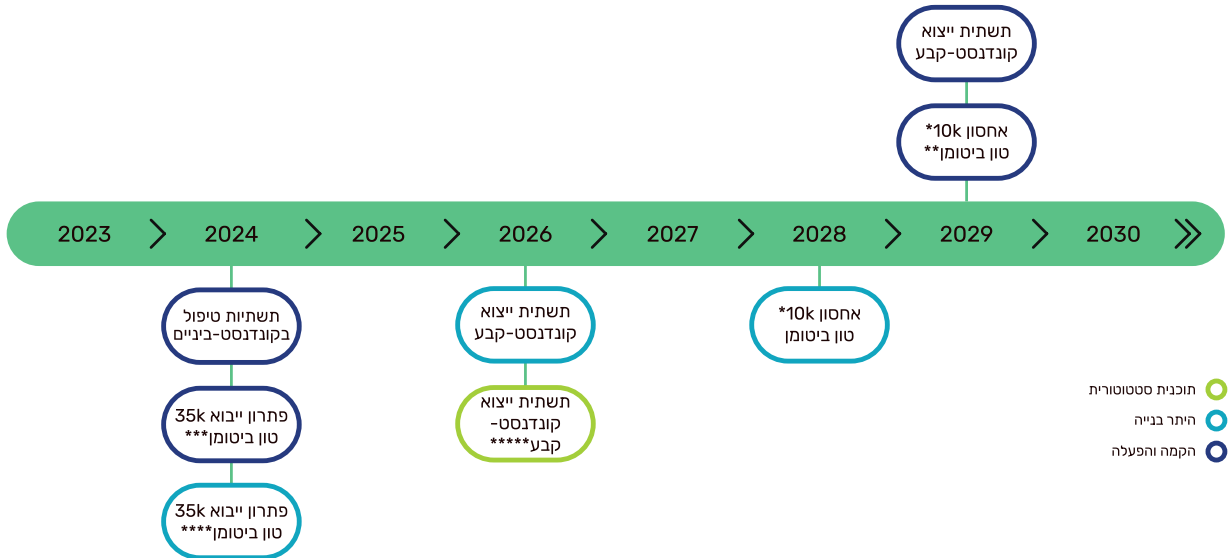 תשתית ייצוא
קונדנסט-קבע
אחסון 10k*
טון ביטומן**
2023
2024
2025
2026
2027
2028
2029
2030
תשתיות טיפול
בקונדנסט-ביניים
פתרון ייבוא 35k
טון ביטומן***
פתרון ייבוא 35k
טון ביטומן****
תשתית ייצוא
קונדנסט-קבע
תשתית ייצוא
קונדנסט-
קבע*****
אחסון 10k*
טון ביטומן
תוכנית סטטוטורית
היתר בנייה
הקמה והפעלה